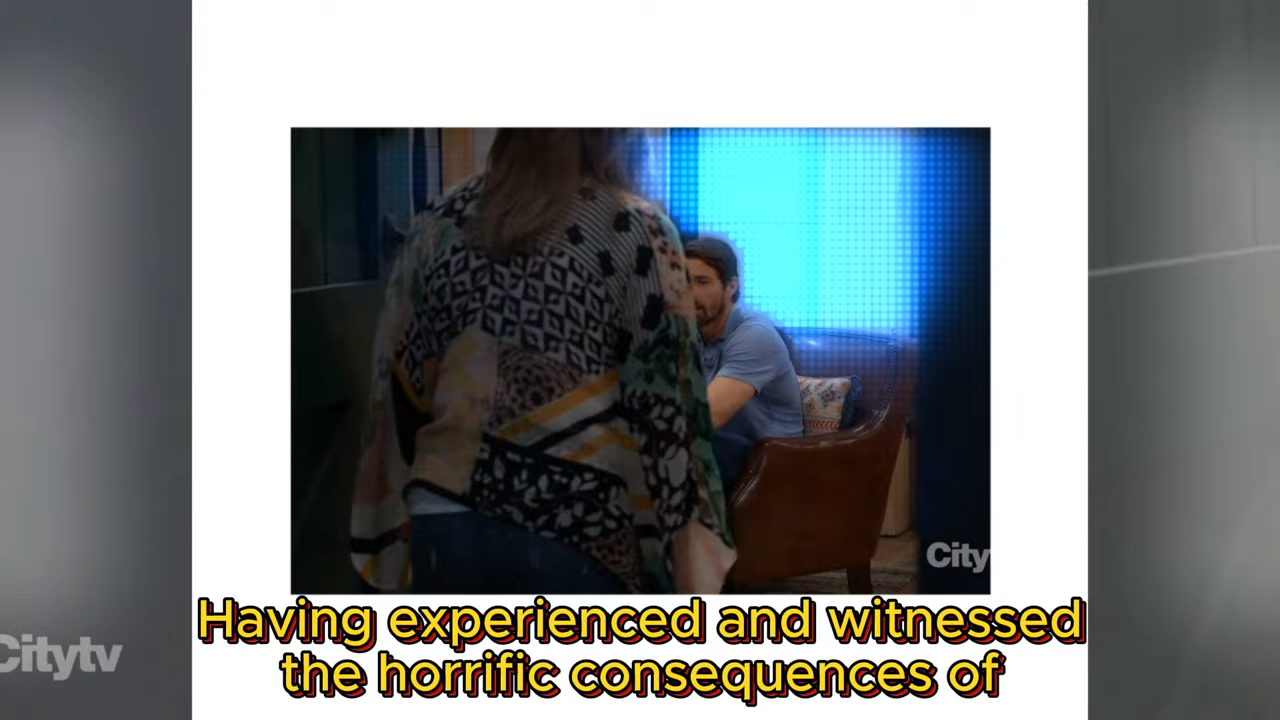 City
Citytv
Having experienced and witnessed
the horrific consequences of